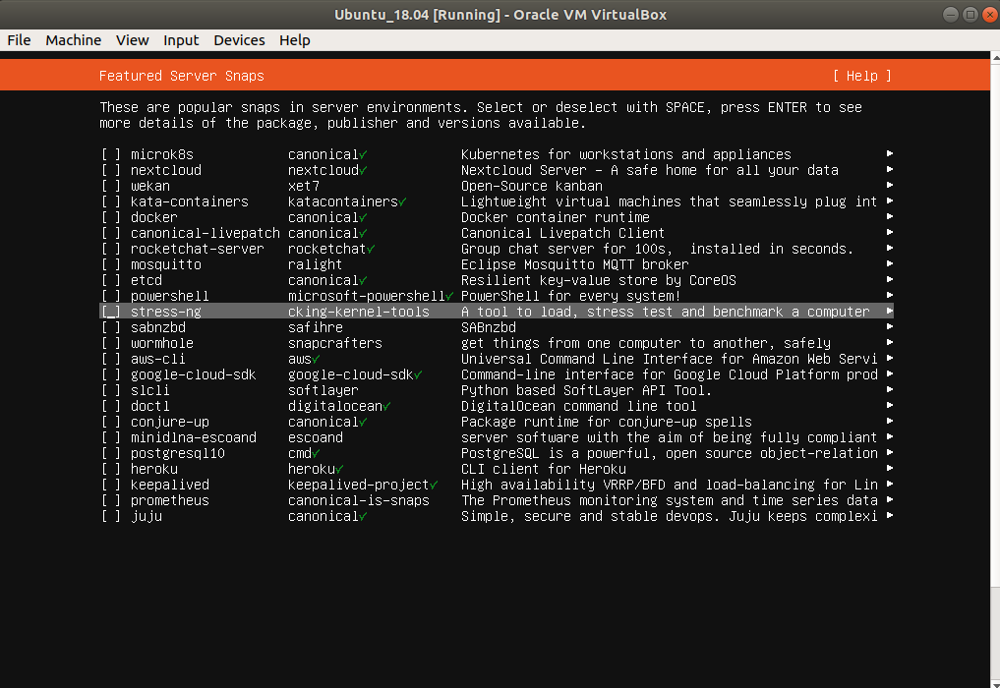 Ubuntu_18.04 [Running] - Oracle VM VirtualBox
File Machine View Input Devices Help
Featured Server Snaps [ Help ]
These are popular snaps in server environments. Select or deselect with SPACE, press ENTER to see
more details of the package, publisher and versions available.
[ ] microk8s canonical✓ Kubernetes for workstations and appliances ▸
[ ] nextcloud nextcloud✓ Nextcloud Server - A safe home for all your data ▸
[ ] wekan xet7 Open-Source kanban ▸
[ ] kata-containers katacontainers✓ Lightweight virtual machines that seamlessly plug int ▸
[ ] docker canonical✓ Docker container runtime ▸
[ ] canonical-livepatch canonical✓ Canonical Livepatch Client ▸
[ ] rocketchat-server rocketchat✓ Group chat server for 100s,  installed in seconds. ▸
[ ] mosquitto ralight Eclipse Mosquitto MQTT broker ▸
[ ] etcd canonical✓ Resilient key-value store by CoreOS ▸
[ ] powershell microsoft-powershell✓ PowerShell for every system! ▸
[_] stress-ng cking-kernel-tools A tool to load, stress test and benchmark a computer ▸
[ ] sabnzbd safihre SABnzbd ▸
[ ] wormhole snapcrafters get things from one computer to another, safely ▸
[ ] aws-cli aws✓ Universal Command Line Interface for Amazon Web Servi ▸
[ ] google-cloud-sdk google-cloud-sdk✓ Command-line interface for Google Cloud Platform prod ▸
[ ] slcli softlayer Python based SoftLayer API Tool. ▸
[ ] doctl digitalocean✓ DigitalOcean command line tool ▸
[ ] conjure-up canonical✓ Package runtime for conjure-up spells ▸
[ ] minidlna-escoand escoand server software with the aim of being fully compliant ▸
[ ] postgresql10 cmd✓ PostgreSQL is a powerful, open source object-relation ▸
[ ] heroku heroku✓ CLI client for Heroku ▸
[ ] keepalived keepalived-project✓ High availability VRRP/BFD and load-balancing for Lin ▸
[ ] prometheus canonical-is-snaps The Prometheus monitoring system and time series data ▸
[ ] juju canonical✓ Simple, secure and stable devops. Juju keeps complexi ▸